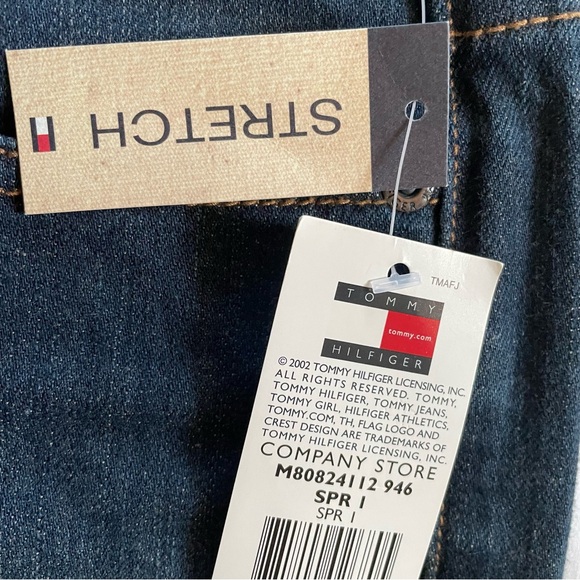 STRETCH
TMAFJ
TOMMY
tommy.com
HILFIGER
© 2002 TOMMY HILFIGER LICENSING, INC.
ALL RIGHTS RESERVED. TOMMY,
TOMMY HILFIGER, TOMMY JEANS,
TOMMY GIRL, HILFIGER ATHLETICS,
TOMMY.COM, TH, FLAG LOGO AND
CREST DESIGN ARE TRADEMARKS OF
TOMMY HILFIGER LICENSING, INC.
COMPANY STORE
M80824112 946
SPR 1
SPR 1